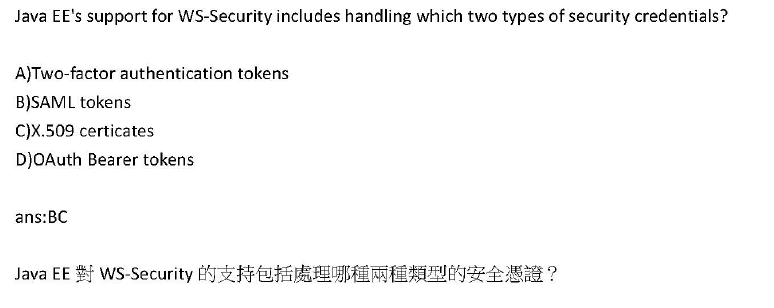 Java EE's support for WS-Security includes handling which two types of security credentials?
A)Two-factor authentication tokens
B)SAML tokens
C)X.509 certicates
D)OAuth Bearer tokens
ans:BC
Java EE 對 WS-Security 的支持包括處理哪種兩種類型的安全憑證？